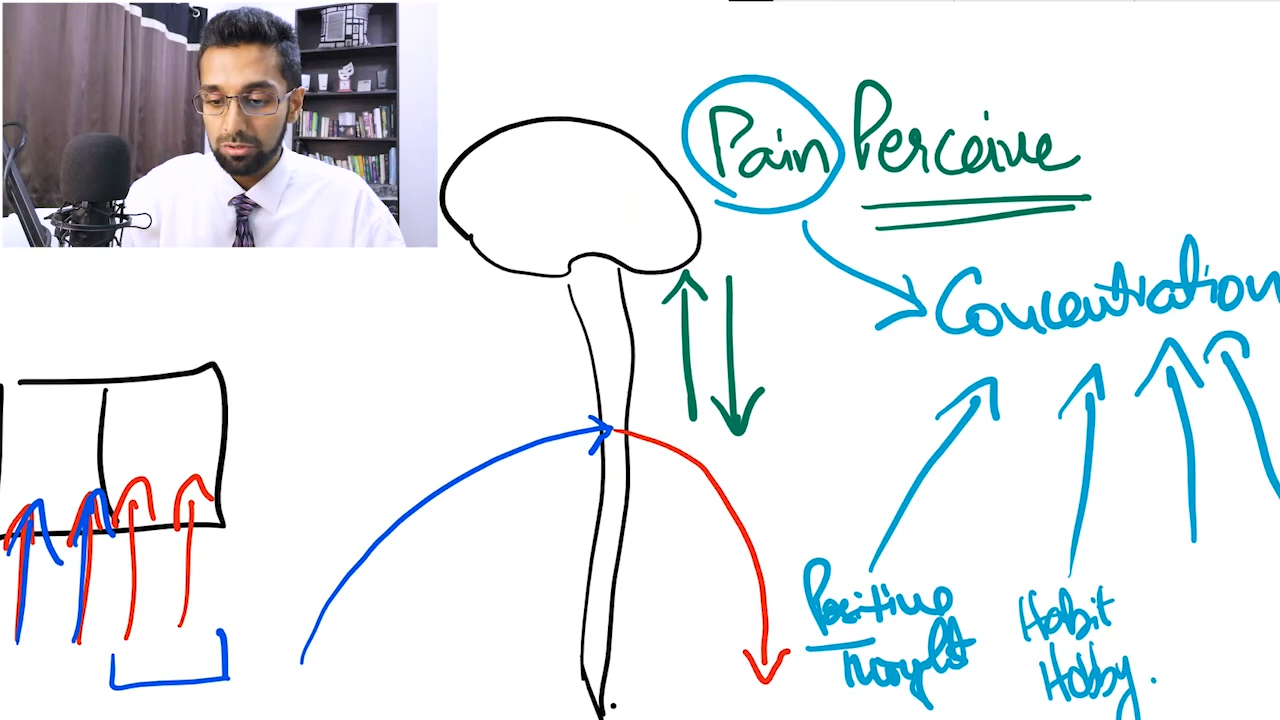 Pain Perceive
Concentration
Positive
Thought
Habit
Hobby.